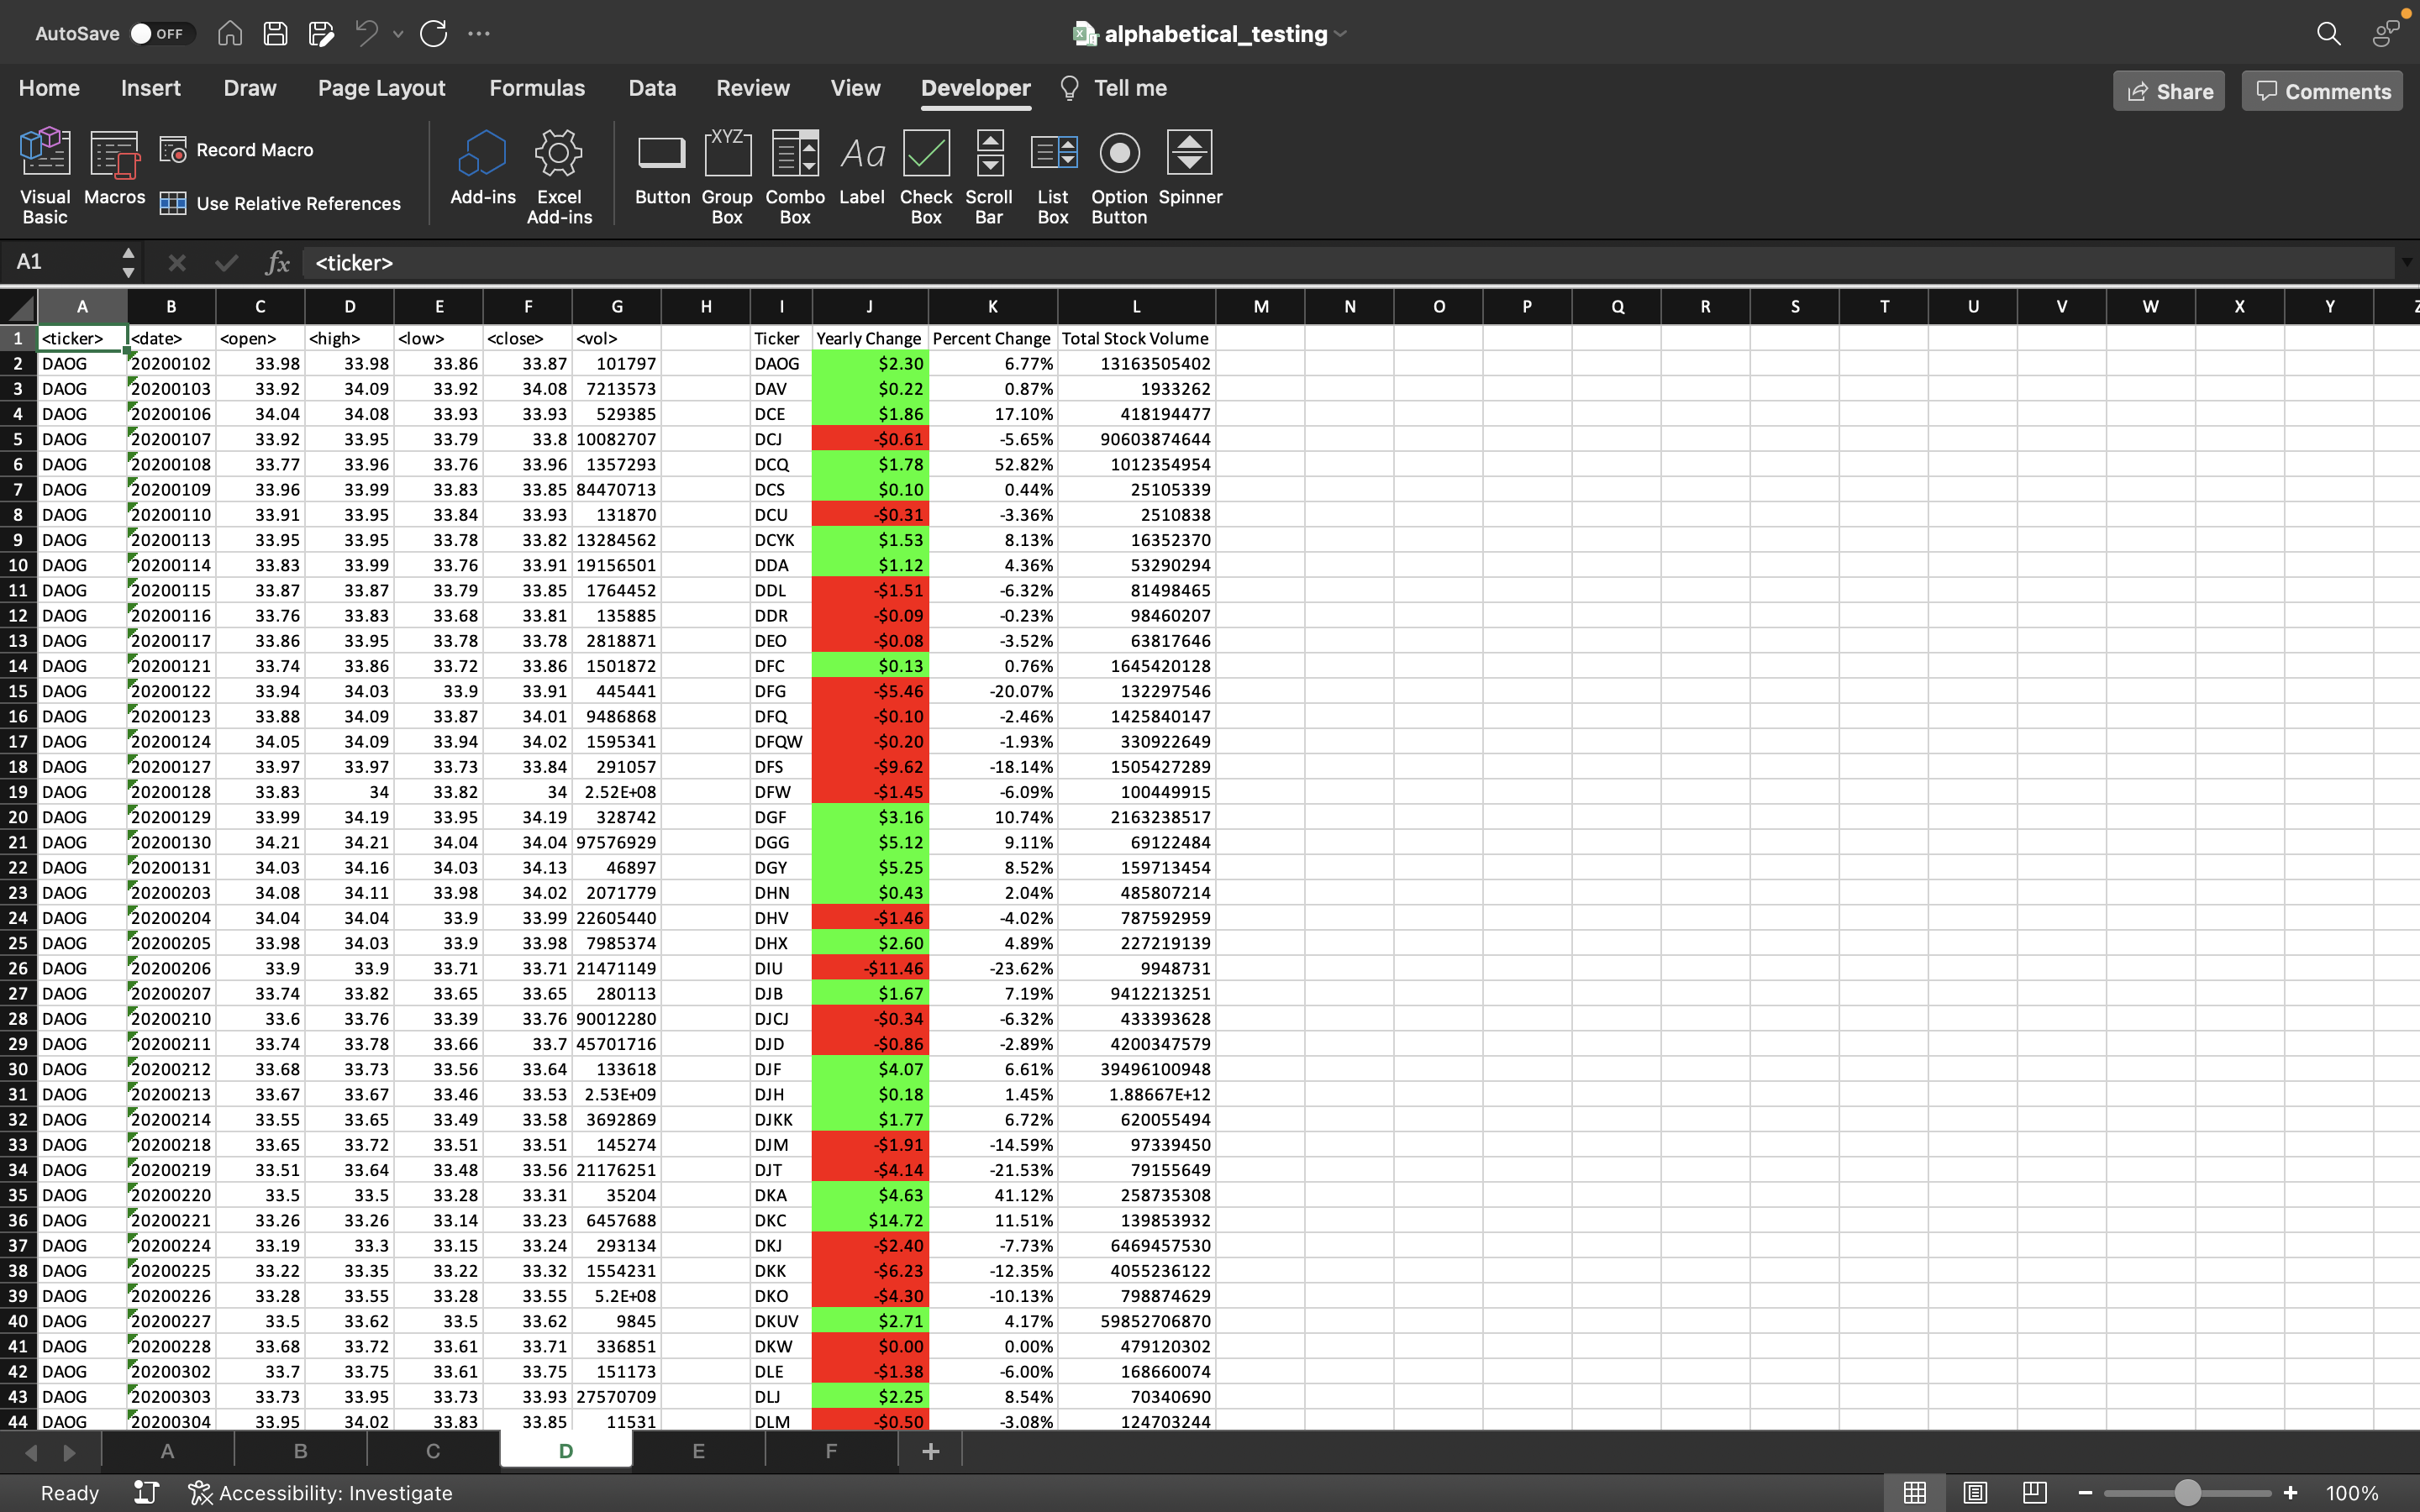 AutoSave OFF alphabetical_testing
Home Insert Draw Page Layout Formulas Data Review View Developer Tell me Share Comments
Visual Basic Macros Record Macro Use Relative References Add-ins Excel Add-ins Button XYZ Group Box Combo Box Aa Label Check Box Scroll Bar List Box Option Button Spinner
A1 fx <ticker>
A B C D E F G H I J K L M N O P Q R S T U V W X Y Z
1 <ticker> <date> <open> <high> <low> <close> <vol> Ticker Yearly Change Percent Change Total Stock Volume
2 DAOG 20200102 33.98 33.98 33.86 33.87 101797 DAOG $2.30 6.77% 13163505402
3 DAOG 20200103 33.92 34.09 33.92 34.08 7213573 DAV $0.22 0.87% 1933262
4 DAOG 20200106 34.04 34.08 33.93 33.93 529385 DCE $1.86 17.10% 418194477
5 DAOG 20200107 33.92 33.95 33.79 33.8 10082707 DCJ -$0.61 -5.65% 90603874644
6 DAOG 20200108 33.77 33.96 33.76 33.96 1357293 DCQ $1.78 52.82% 1012354954
7 DAOG 20200109 33.96 33.99 33.83 33.85 84470713 DCS $0.10 0.44% 25105339
8 DAOG 20200110 33.91 33.95 33.84 33.93 131870 DCU -$0.31 -3.36% 2510838
9 DAOG 20200113 33.95 33.95 33.78 33.82 13284562 DCYK $1.53 8.13% 16352370
10 DAOG 20200114 33.83 33.99 33.76 33.91 19156501 DDA $1.12 4.36% 53290294
11 DAOG 20200115 33.87 33.87 33.79 33.85 1764452 DDL -$1.51 -6.32% 81498465
12 DAOG 20200116 33.76 33.83 33.68 33.81 135885 DDR -$0.09 -0.23% 98460207
13 DAOG 20200117 33.86 33.95 33.78 33.78 2818871 DEO -$0.08 -3.52% 63817646
14 DAOG 20200121 33.74 33.86 33.72 33.86 1501872 DFC $0.13 0.76% 1645420128
15 DAOG 20200122 33.94 34.03 33.9 33.91 445441 DFG -$5.46 -20.07% 132297546
16 DAOG 20200123 33.88 34.09 33.87 34.01 9486868 DFQ -$0.10 -2.46% 1425840147
17 DAOG 20200124 34.05 34.09 33.94 34.02 1595341 DFQW -$0.20 -1.93% 330922649
18 DAOG 20200127 33.97 33.97 33.73 33.84 291057 DFS -$9.62 -18.14% 1505427289
19 DAOG 20200128 33.83 34 33.82 34 2.52E+08 DFW -$1.45 -6.09% 100449915
20 DAOG 20200129 33.99 34.19 33.95 34.19 328742 DGF $3.16 10.74% 2163238517
21 DAOG 20200130 34.21 34.21 34.04 34.04 97576929 DGG $5.12 9.11% 69122484
22 DAOG 20200131 34.03 34.16 34.03 34.13 46897 DGY $5.25 8.52% 159713454
23 DAOG 20200203 34.08 34.11 33.98 34.02 2071779 DHN $0.43 2.04% 485807214
24 DAOG 20200204 34.04 34.04 33.9 33.99 22605440 DHV -$1.46 -4.02% 787592959
25 DAOG 20200205 33.98 34.03 33.9 33.98 7985374 DHX $2.60 4.89% 227219139
26 DAOG 20200206 33.9 33.9 33.71 33.71 21471149 DIU -$11.46 -23.62% 9948731
27 DAOG 20200207 33.74 33.82 33.65 33.65 280113 DJB $1.67 7.19% 9412213251
28 DAOG 20200210 33.6 33.76 33.39 33.76 90012280 DJCJ -$0.34 -6.32% 433393628
29 DAOG 20200211 33.74 33.78 33.66 33.7 45701716 DJD -$0.86 -2.89% 4200347579
30 DAOG 20200212 33.68 33.73 33.56 33.64 133618 DJF $4.07 6.61% 39496100948
31 DAOG 20200213 33.67 33.67 33.46 33.53 2.53E+09 DJH $0.18 1.45% 1.88667E+12
32 DAOG 20200214 33.55 33.65 33.49 33.58 3692869 DJKK $1.77 6.72% 620055494
33 DAOG 20200218 33.65 33.72 33.51 33.51 145274 DJM -$1.91 -14.59% 97339450
34 DAOG 20200219 33.51 33.64 33.48 33.56 21176251 DJT -$4.14 -21.53% 79155649
35 DAOG 20200220 33.5 33.5 33.28 33.31 35204 DKA $4.63 41.12% 258735308
36 DAOG 20200221 33.26 33.26 33.14 33.23 6457688 DKC $14.72 11.51% 139853932
37 DAOG 20200224 33.19 33.3 33.15 33.24 293134 DKJ -$2.40 -7.73% 6469457530
38 DAOG 20200225 33.22 33.35 33.22 33.32 1554231 DKK -$6.23 -12.35% 4055236122
39 DAOG 20200226 33.28 33.55 33.28 33.55 5.2E+08 DKO -$4.30 -10.13% 798874629
40 DAOG 20200227 33.5 33.62 33.5 33.62 9845 DKUV $2.71 4.17% 59852706870
41 DAOG 20200228 33.68 33.72 33.61 33.71 336851 DKW $0.00 0.00% 479120302
42 DAOG 20200302 33.7 33.75 33.61 33.75 151173 DLE -$1.38 -6.00% 168660074
43 DAOG 20200303 33.73 33.95 33.73 33.93 27570709 DLJ $2.25 8.54% 70340690
44 DAOG 20200304 33.95 34.02 33.83 33.85 11531 DLM -$0.50 -3.08% 124703244
A B C D E F +
Ready Accessibility: Investigate 100%